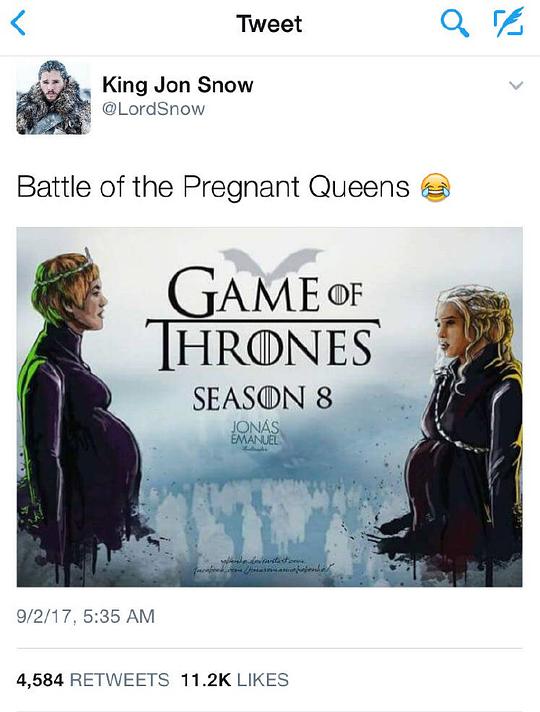 Tweet
King Jon Snow
@LordSnow
Battle of the Pregnant Queens 😂
GAME OF
THRONES
SEASON 8
JONÁS
EMANUEL
9/2/17, 5:35 AM
4,584 RETWEETS 11.2K LIKES